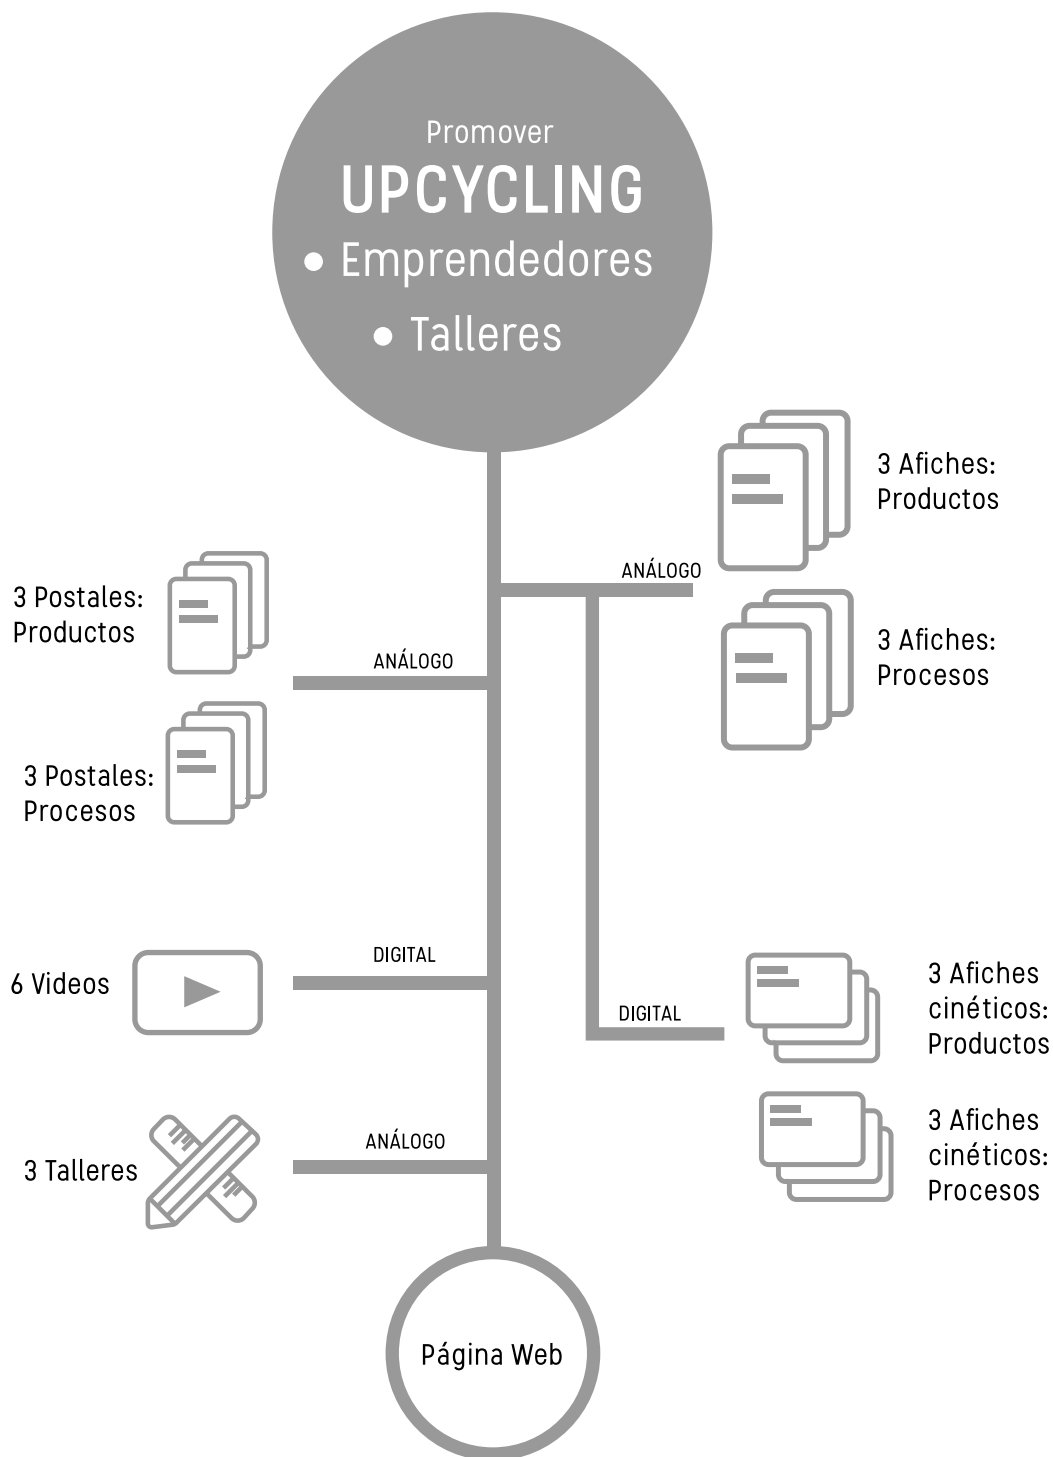 Promover
UPCYCLING
• Emprendedores
• Talleres
3 Afiches:
Productos
ANÁLOGO
3 Afiches:
Procesos
3 Postales:
Productos
ANÁLOGO
3 Postales:
Procesos
DIGITAL
6 Videos
3 Afiches
cinéticos:
Productos
DIGITAL
3 Afiches
cinéticos:
Procesos
ANÁLOGO
3 Talleres
Página Web